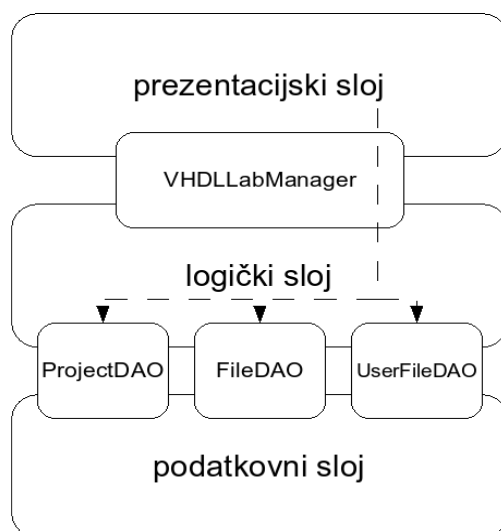 prezentacijski sloj
VHDLLabManager
logički sloj
ProjectDAO
FileDAO
UserFileDAO
podatkovni sloj